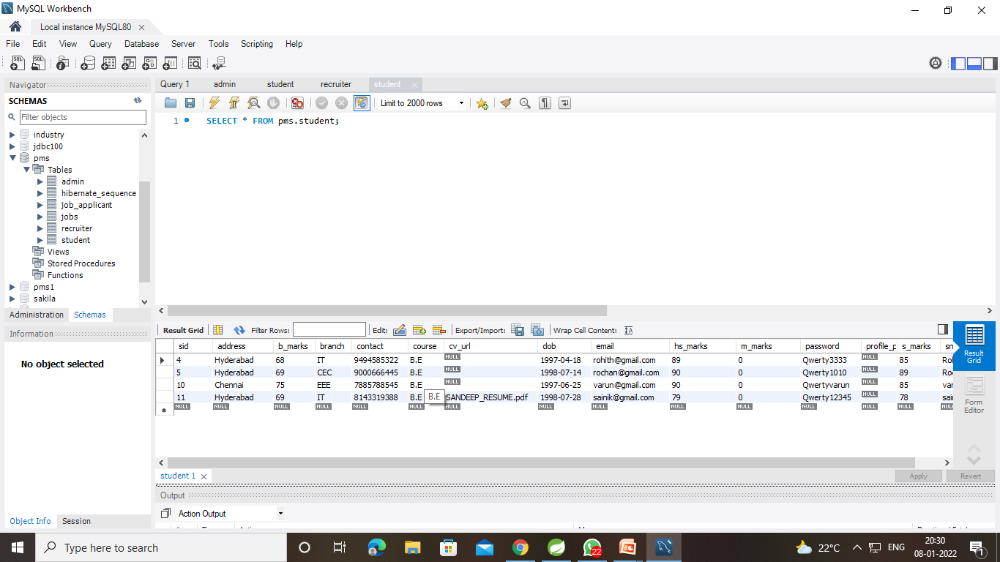 MySQL Workbench
Local instance MySQL80
File Edit View Query Database Server Tools Scripting Help
Navigator
SCHEMAS
Filter objects
industry
jdbc100
pms
Tables
admin
hibernate_sequence
job_applicant
jobs
recruiter
student
Views
Stored Procedures
Functions
pms1
sakila
Administration Schemas
Information
No object selected
Object Info Session
Query 1 admin student recruiter student
Limit to 2000 rows
1 SELECT * FROM pms.student;
Result Grid Filter Rows: Edit: Export/Import: Wrap Cell Content:
sid address b_marks branch contact course cv_url dob email hs_marks m_marks password profile_p s_marks sn
4 Hyderabad 68 IT 9494585322 B.E NULL 1997-04-18 rohith@gmail.com 89 0 Qwerty3333 NULL 85 Rol
5 Hyderabad 69 CEC 9000666445 B.E NULL 1998-07-14 rochan@gmail.com 90 0 Qwerty1010 NULL 89 Roc
10 Chennai 75 EEE 7885788545 B.E NULL 1997-06-25 varun@gmail.com 90 0 Qwertyvarun NULL 85 var
11 Hyderabad 69 IT 8143319388 B.E B.E SANDEEP_RESUME.pdf 1998-07-28 sainik@gmail.com 79 0 Qwerty12345 NULL 78 sai
NULL NULL NULL NULL NULL NULL NULL NULL NULL NULL NULL NULL NULL NULL NULL
Result Grid
Form Editor
student 1
Apply Revert
Output
Action Output
Type here to search
22
22°C ENG
20:30
08-01-2022
1